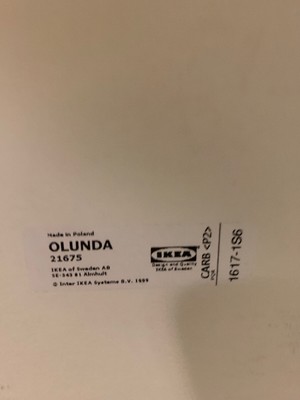 Made in Poland
OLUNDA
21675
IKEA of Sweden AB
SE-343 81 Älmhult
© Inter IKEA Systems B.V. 1999
IKEA
Design and Quality
IKEA of Sweden
CARB <P2>
PQR
1617-1S6